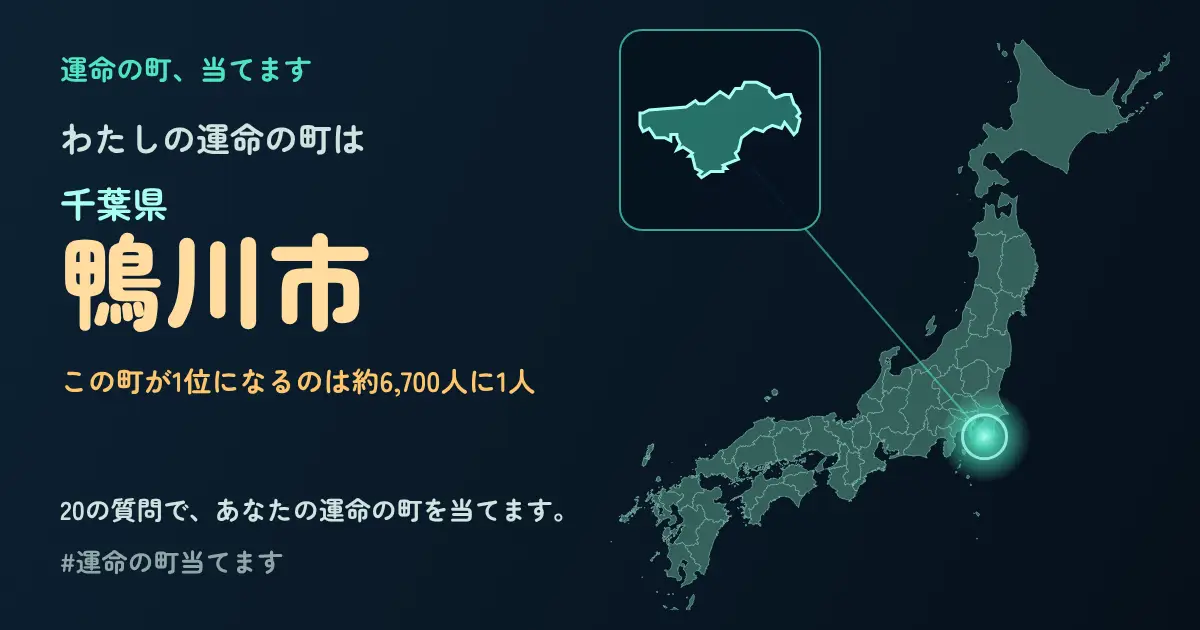 運命の町、当てます
わたしの運命の町は
千葉県
鴨川市
この町が1位になるのは約6,700人に1人
20の質問で、あなたの運命の町を当てます。
#運命の町当てます